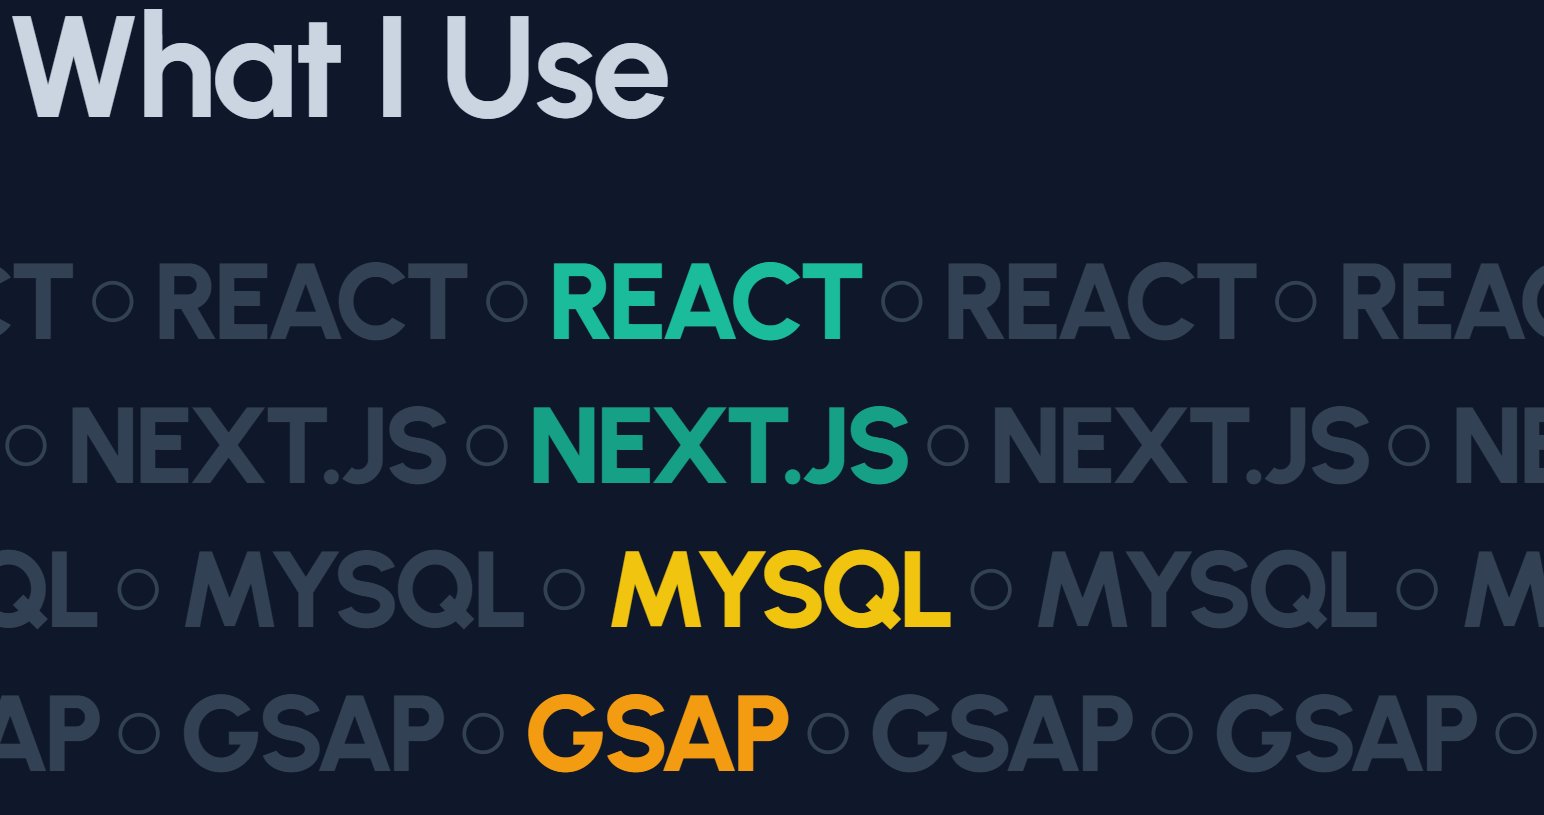 What I Use
CT REACT REACT REACT REAC
NEXT.JS NEXT.JS NEXT.JS NE
QL MYSQL MYSQL MYSQL M
AP GSAP GSAP GSAP GSAP